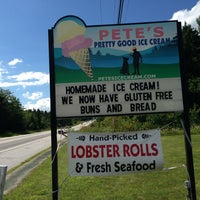 PETE'S
PRETTY GOOD ICE CREAM
PETESICECREAM.COM
HOMEMADE ICE CREAM!
WE NOW HAVE GLUTEN FREE
BUNS AND BREAD
Hand-Picked
LOBSTER ROLLS
& Fresh Seafood